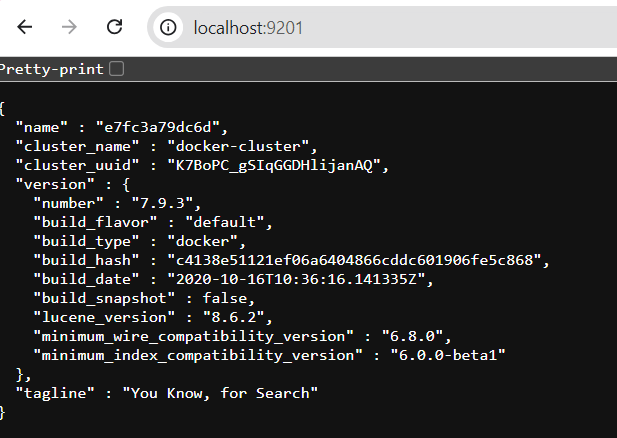 localhost:9201
Pretty-print
{
"name" : "e7fc3a79dc6d",
"cluster_name" : "docker-cluster",
"cluster_uuid" : "K7BoPC_gSIqGGDHlijanAQ",
"version" : {
"number" : "7.9.3",
"build_flavor" : "default",
"build_type" : "docker",
"build_hash" : "c4138e51121ef06a6404866cddc601906fe5c868",
"build_date" : "2020-10-16T10:36:16.141335Z",
"build_snapshot" : false,
"lucene_version" : "8.6.2",
"minimum_wire_compatibility_version" : "6.8.0",
"minimum_index_compatibility_version" : "6.0.0-beta1"
},
"tagline" : "You Know, for Search"
}